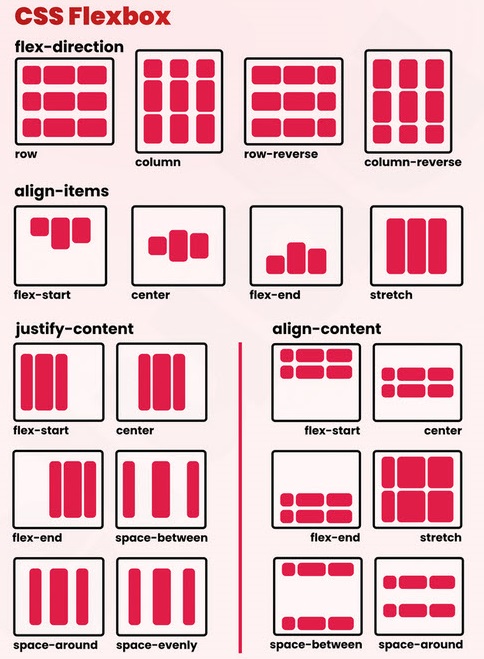 CSS Flexbox
flex-direction
row
column
row-reverse
column-reverse
align-items
flex-start
center
flex-end
stretch
justify-content
flex-start
center
flex-end
space-between
space-around
space-evenly
align-content
flex-start
center
flex-end
stretch
space-between
space-around